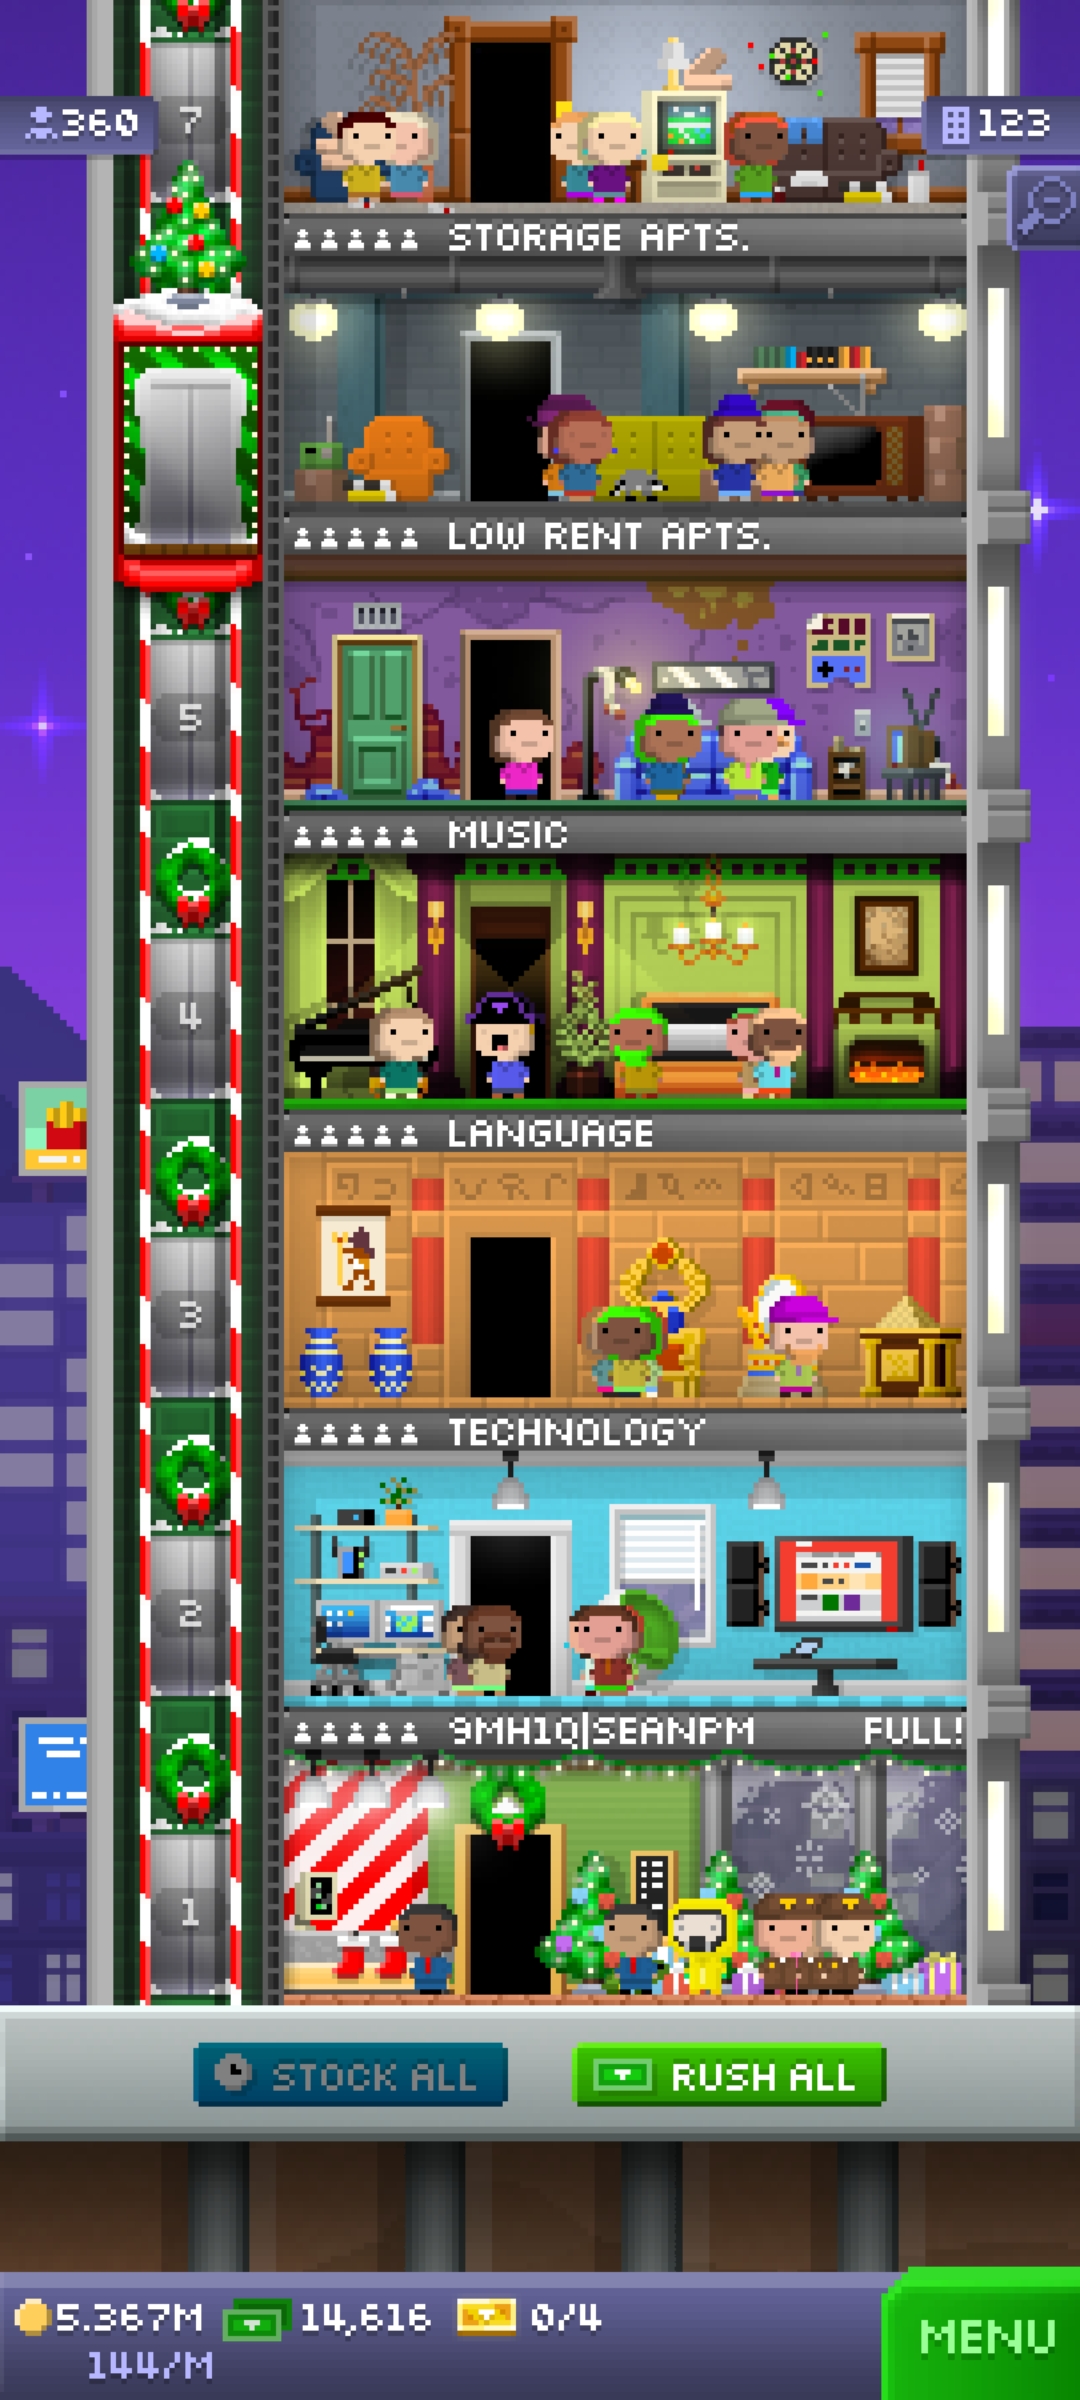 7
360
123
STORAGE APTS.
LOW RENT APTS.
5
MUSIC
4
LANGUAGE
3
TECHNOLOGY
2
9MH1Q|SEANPM FULL!
1
STOCK ALL
RUSH ALL
5.367M 14,616 0/4
144/M
MENU